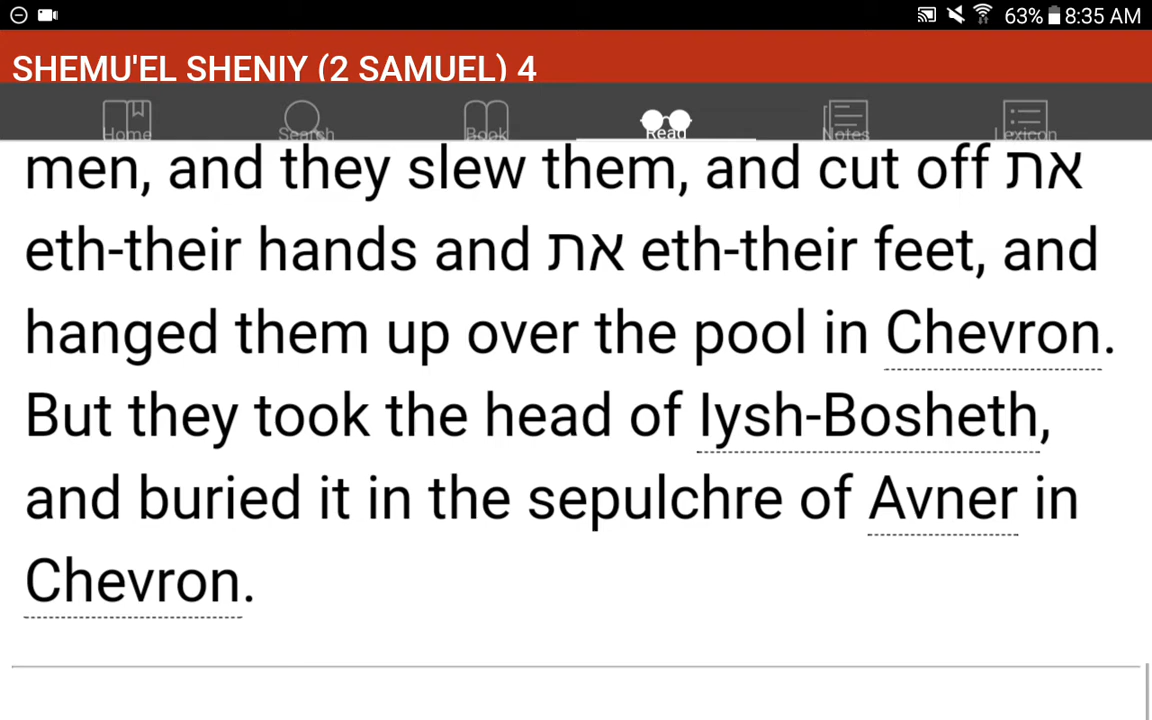 63% 8:35 AM
SHEMU'EL SHENIY (2 SAMUEL) 4
Home Search Book Read Notes Lexicon
men, and they slew them, and cut off את
eth-their hands and את eth-their feet, and
hanged them up over the pool in Chevron.
But they took the head of Iysh-Bosheth,
and buried it in the sepulchre of Avner in
Chevron.